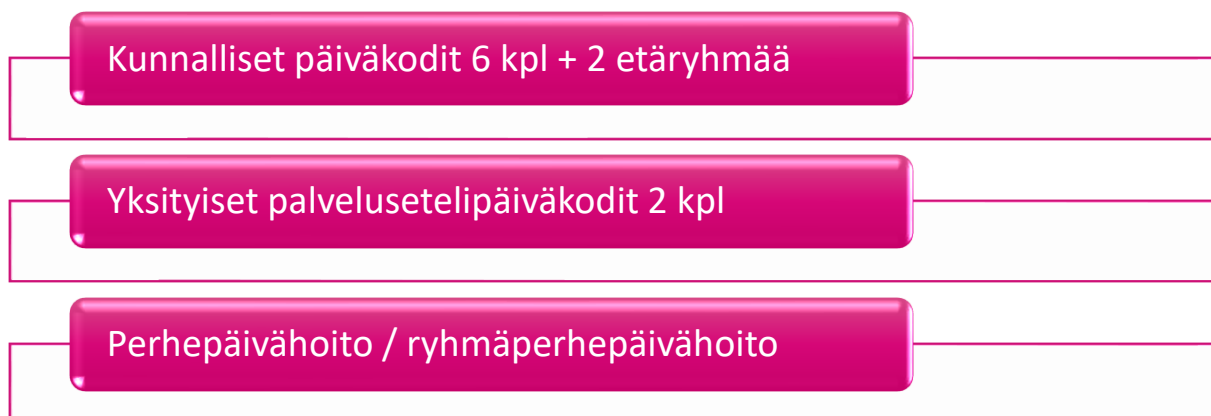 Kunnalliset päiväkodit 6 kpl + 2 etäryhmää
Yksityiset palvelusetelipäiväkodit 2 kpl
Perhepäivähoito / ryhmäperhepäivähoito